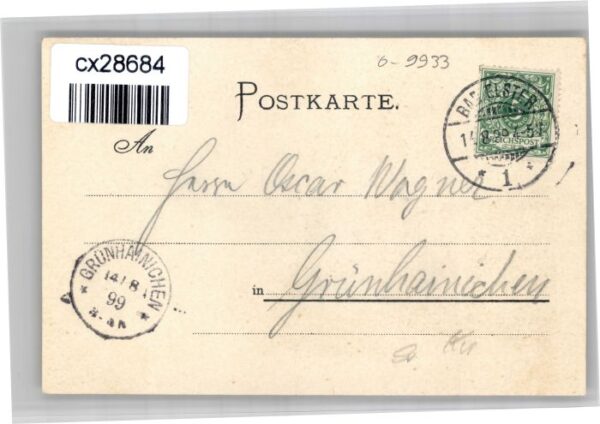 cx28684
6-9933
POSTKARTE.
BAD ELSTER
14.8.
REICHSPOST
* 1 *
An
Herrn Oscar Wagner
GRÜNHAINICHEN
14/8
99
in Grünhainichen